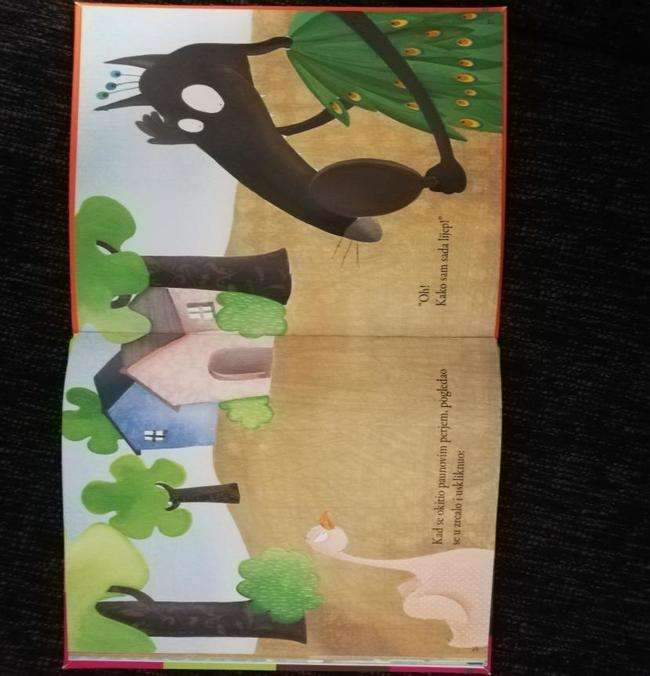 Kad se okitio paunovim perjem, pogledao
se u zrcalo i uskliknuo:
"Oh!
Kako sam sada lijep!"